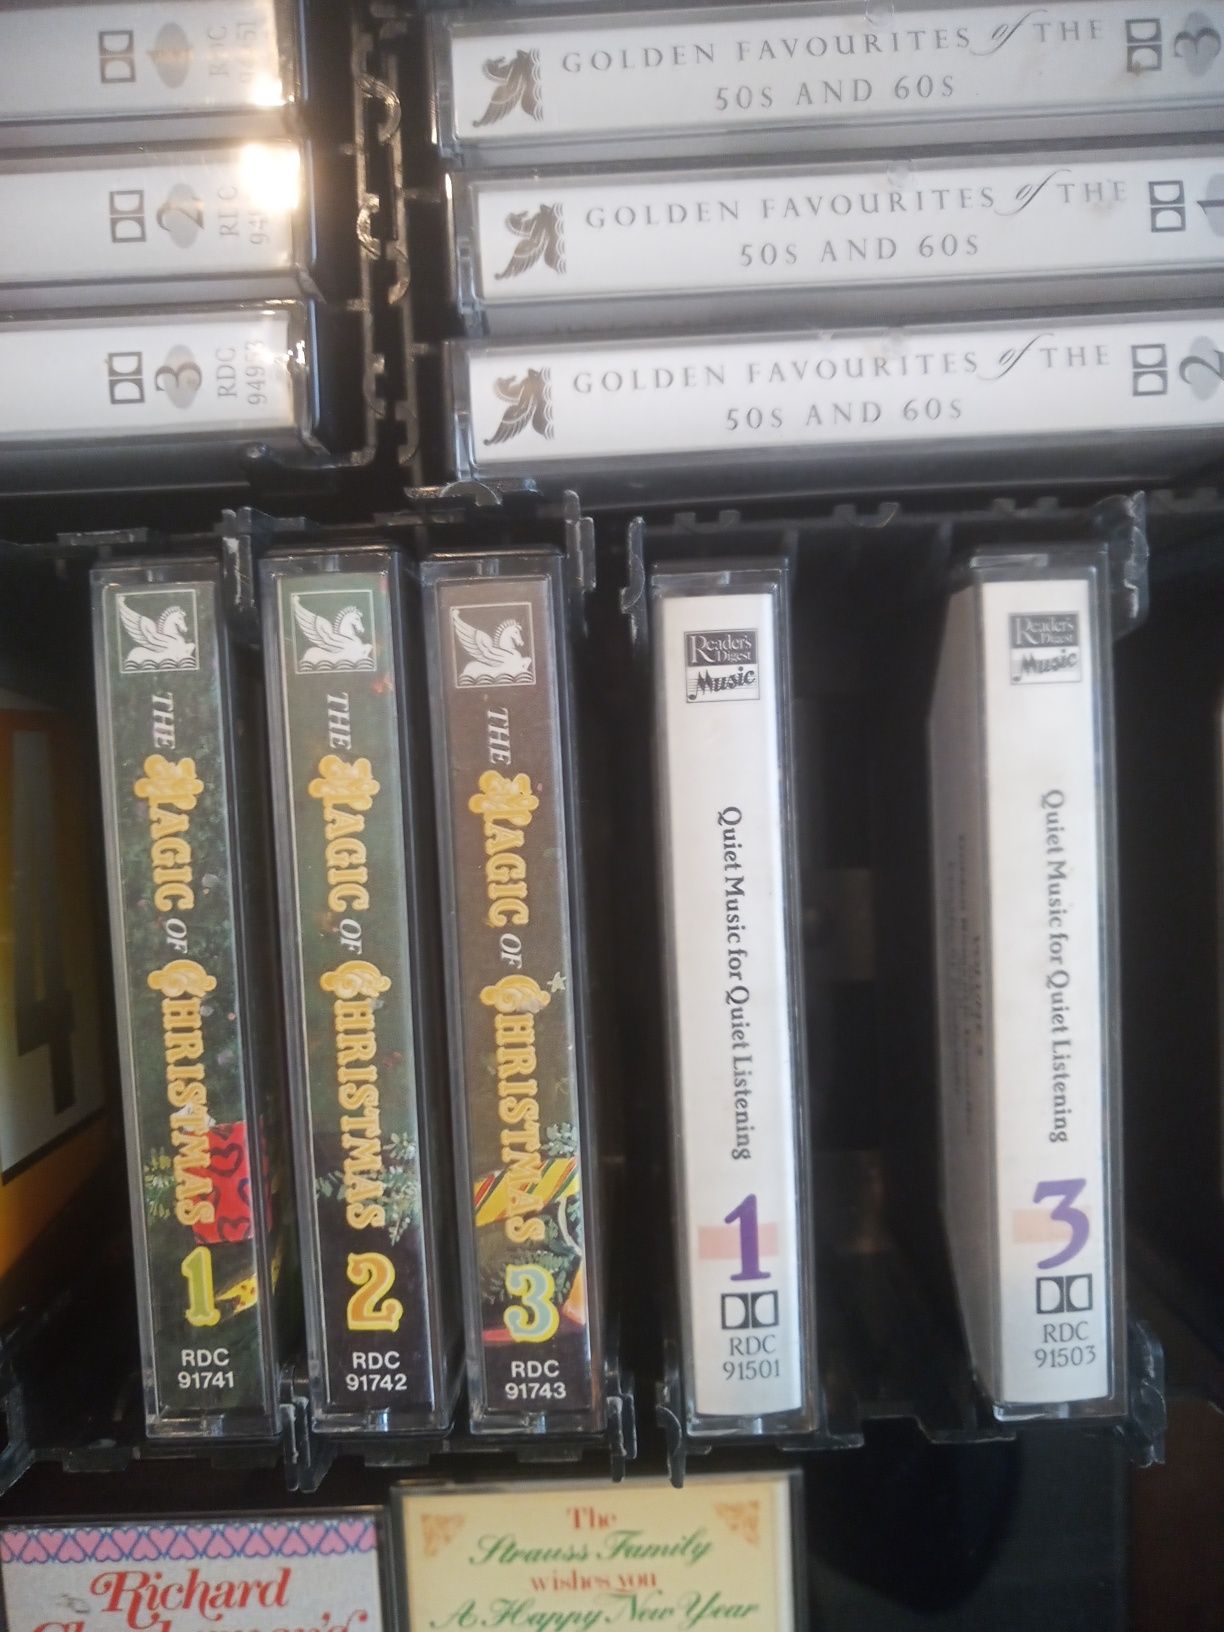 1
RDC
2
RDC
3
RDC
94953
GOLDEN FAVOURITES of THE
50S AND 60S
3
GOLDEN FAVOURITES of THE
50S AND 60S
1
GOLDEN FAVOURITES of THE
50S AND 60S
2
4
THE MAGIC OF CHRISTMAS
1
RDC
91741
THE MAGIC OF CHRISTMAS
2
RDC
91742
THE MAGIC OF CHRISTMAS
3
RDC
91743
Reader's
Digest
Music
Quiet Music for Quiet Listening
1
RDC
91501
Reader's
Digest
Music
Quiet Music for Quiet Listening
3
RDC
91503
Richard
The
Strauss Family
wishes you
A Happy New Year